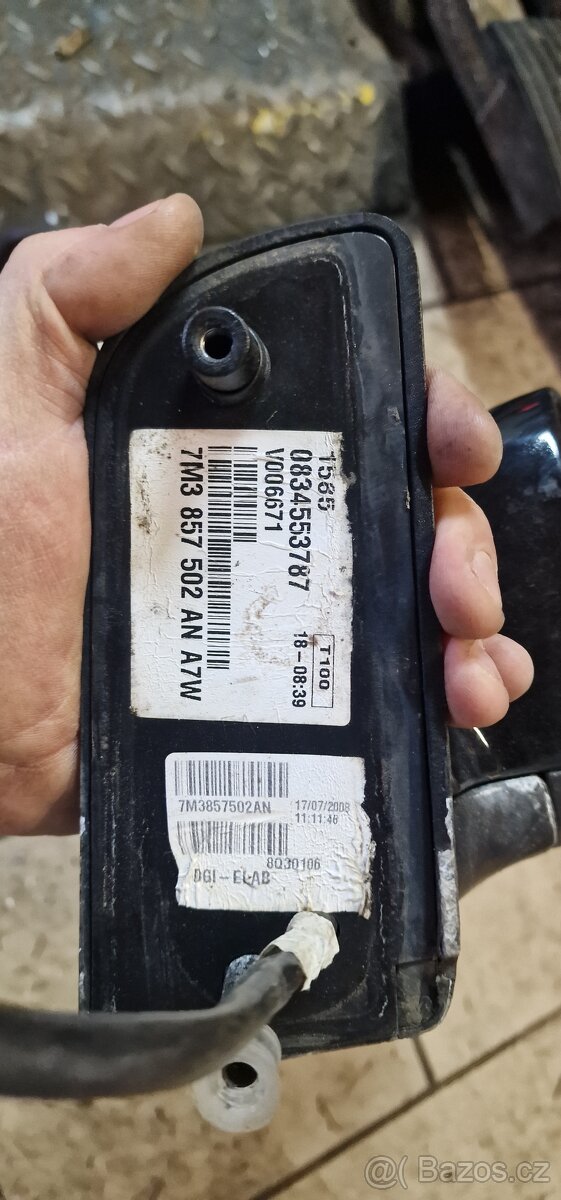 1565
0834553787
V006671
T100
18-08:39
7M3 857 502 AN A7W
7M3857502AN
17/07/2008
11:11:46
8Q30106
DGI-ELAB
Bazos.cz